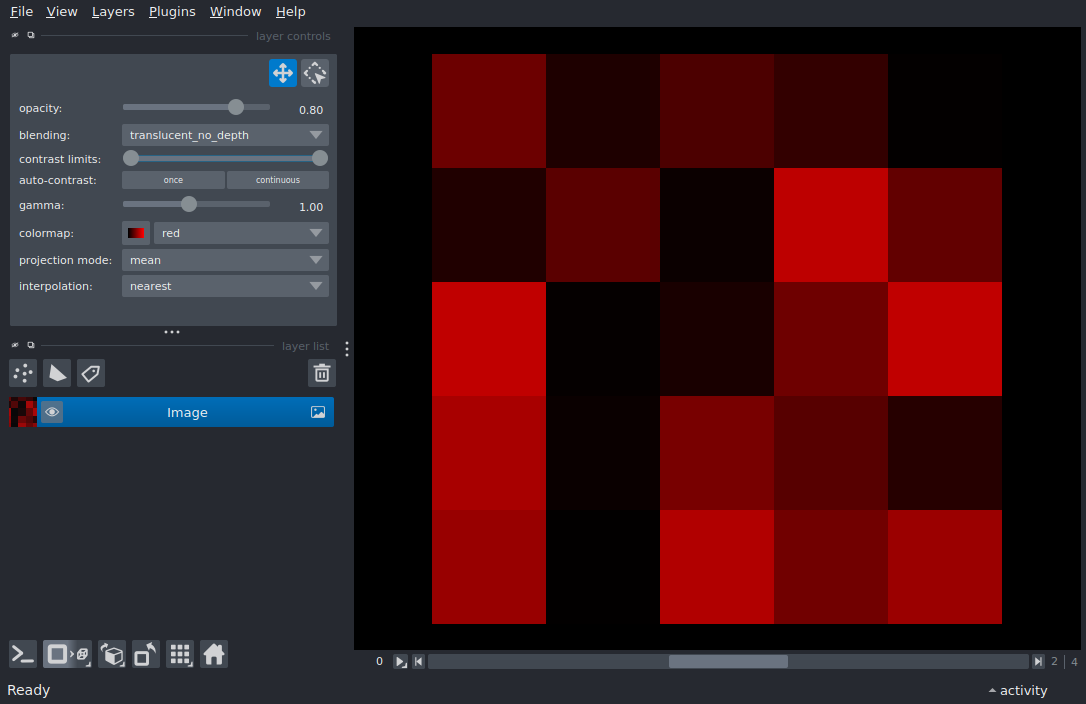 File View Layers Plugins Window Help
layer controls
opacity: 0.80
blending: translucent_no_depth
contrast limits:
auto-contrast: once continuous
gamma: 1.00
colormap: red
projection mode: mean
interpolation: nearest
layer list
Image
0 2 4
Ready activity